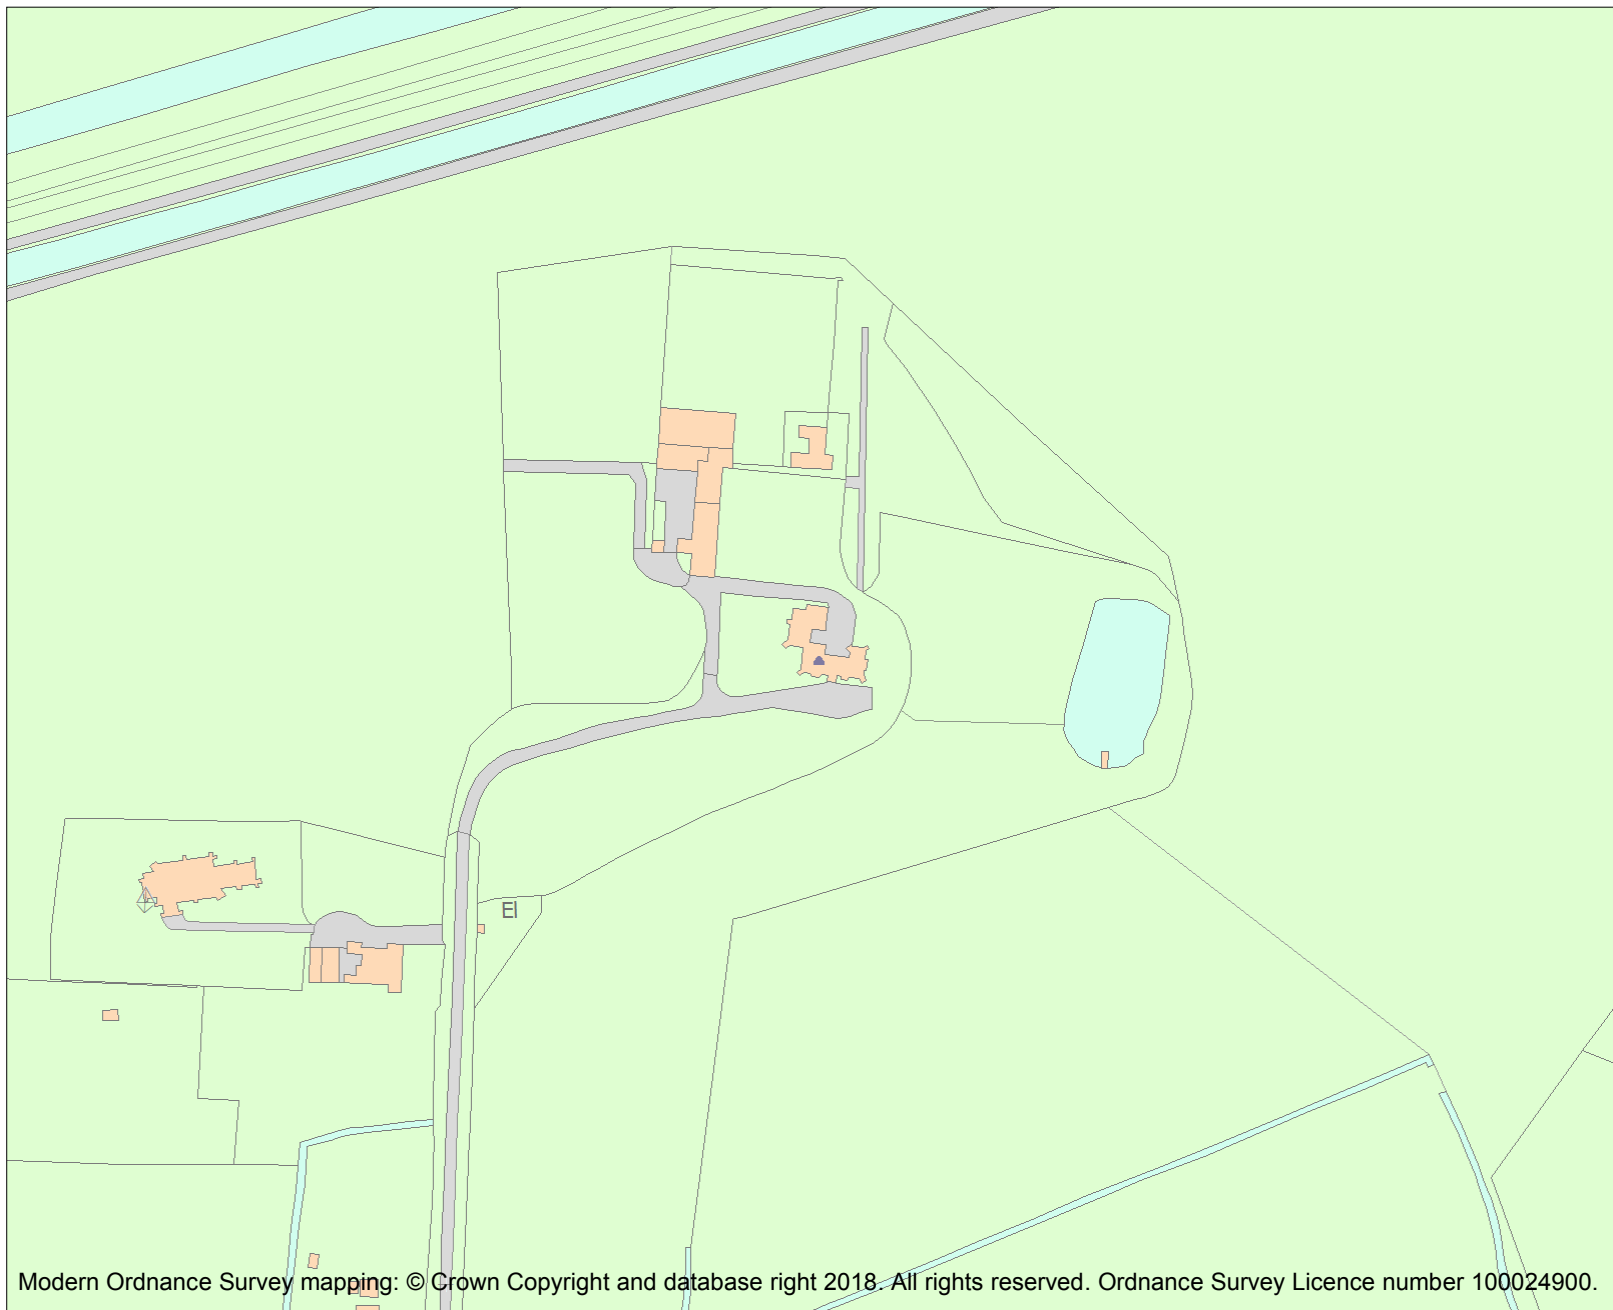 El
Modern Ordnance Survey mapping: © Crown Copyright and database right 2018. All rights reserved. Ordnance Survey Licence number 100024900.